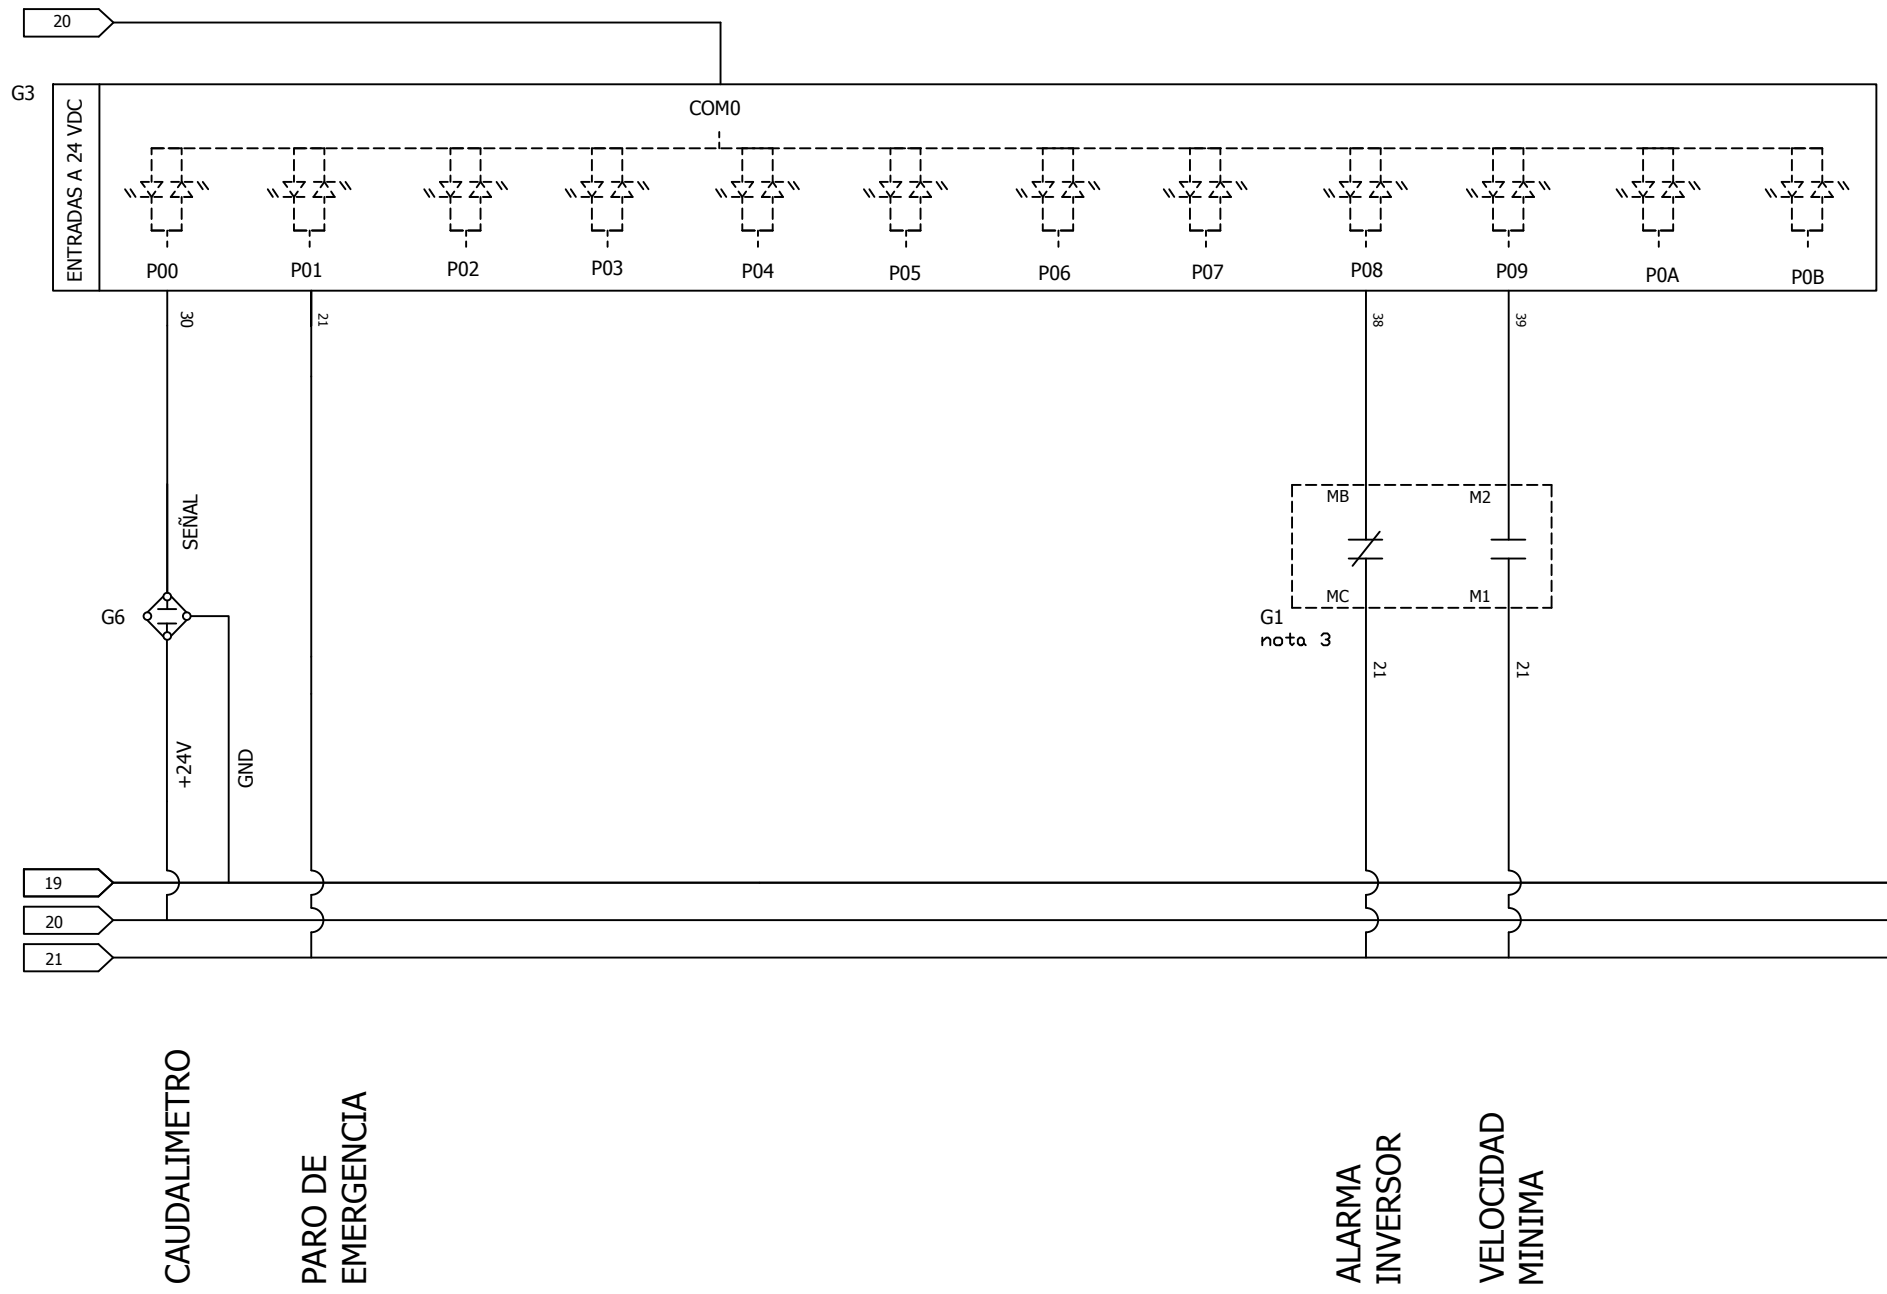 20
G3
ENTRADAS A 24 VDC
COM0
P00
P01
P02
P03
P04
P05
P06
P07
P08
P09
P0A
P0B
30
21
38
39
SEÑAL
MB
M2
MC
M1
G6
G1
nota 3
21
21
+24V
GND
19
20
21
CAUDALIMETRO
PARO DE
EMERGENCIA
ALARMA
INVERSOR
VELOCIDAD
MINIMA